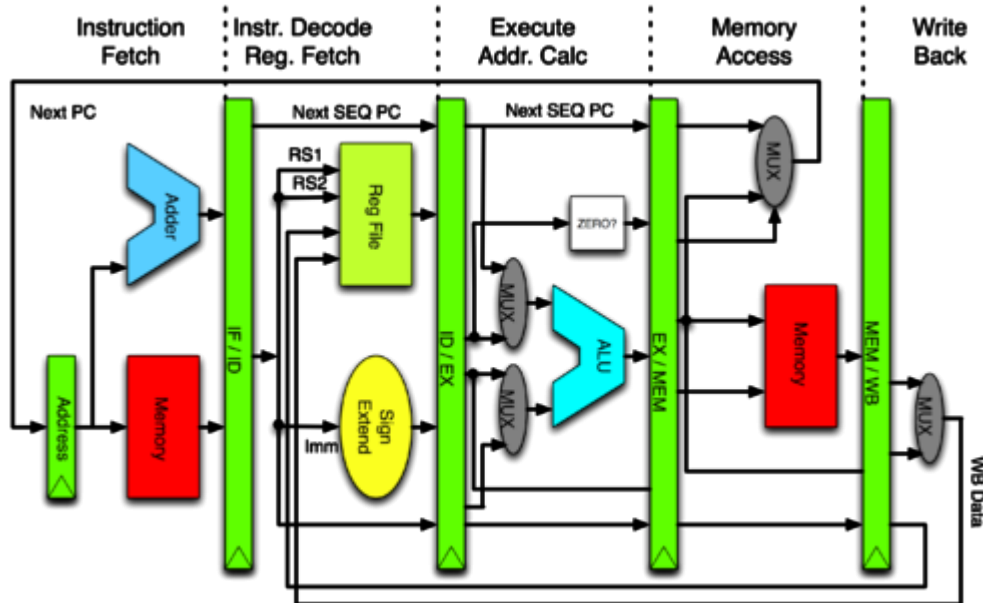 Instruction
Fetch
Instr. Decode
Reg. Fetch
Execute
Addr. Calc
Memory
Access
Write
Back
Next PC
Next SEQ PC
Next SEQ PC
RS1
RS2
Reg File
MUX
Adder
ZERO?
MUX
IF / ID
ID / EX
ALU
EX / MEM
Memory
MEM / WB
Address
Memory
Sign
Extend
Imm
MUX
MUX
WB Data